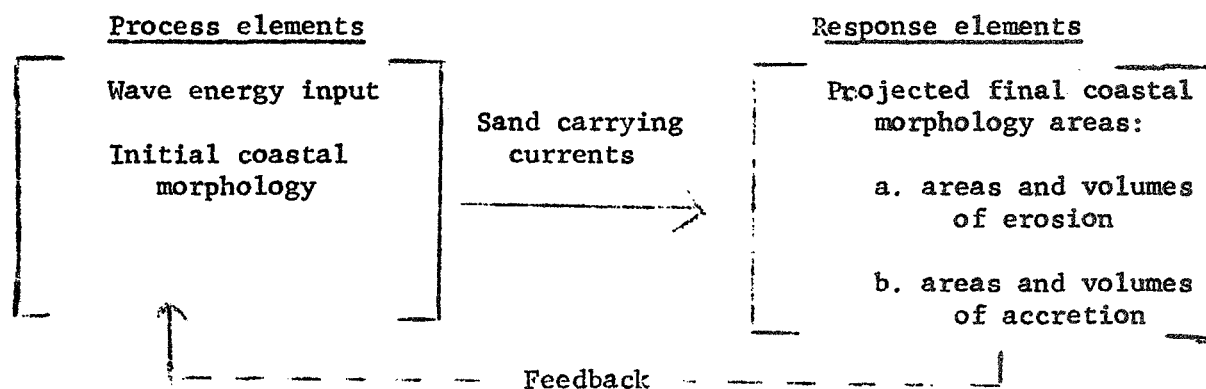 Process elements
Wave energy input
Initial coastal
morphology
Sand carrying
currents
Response elements
Projected final coastal
morphology areas:
a. areas and volumes
of erosion
b. areas and volumes
of accretion
Feedback